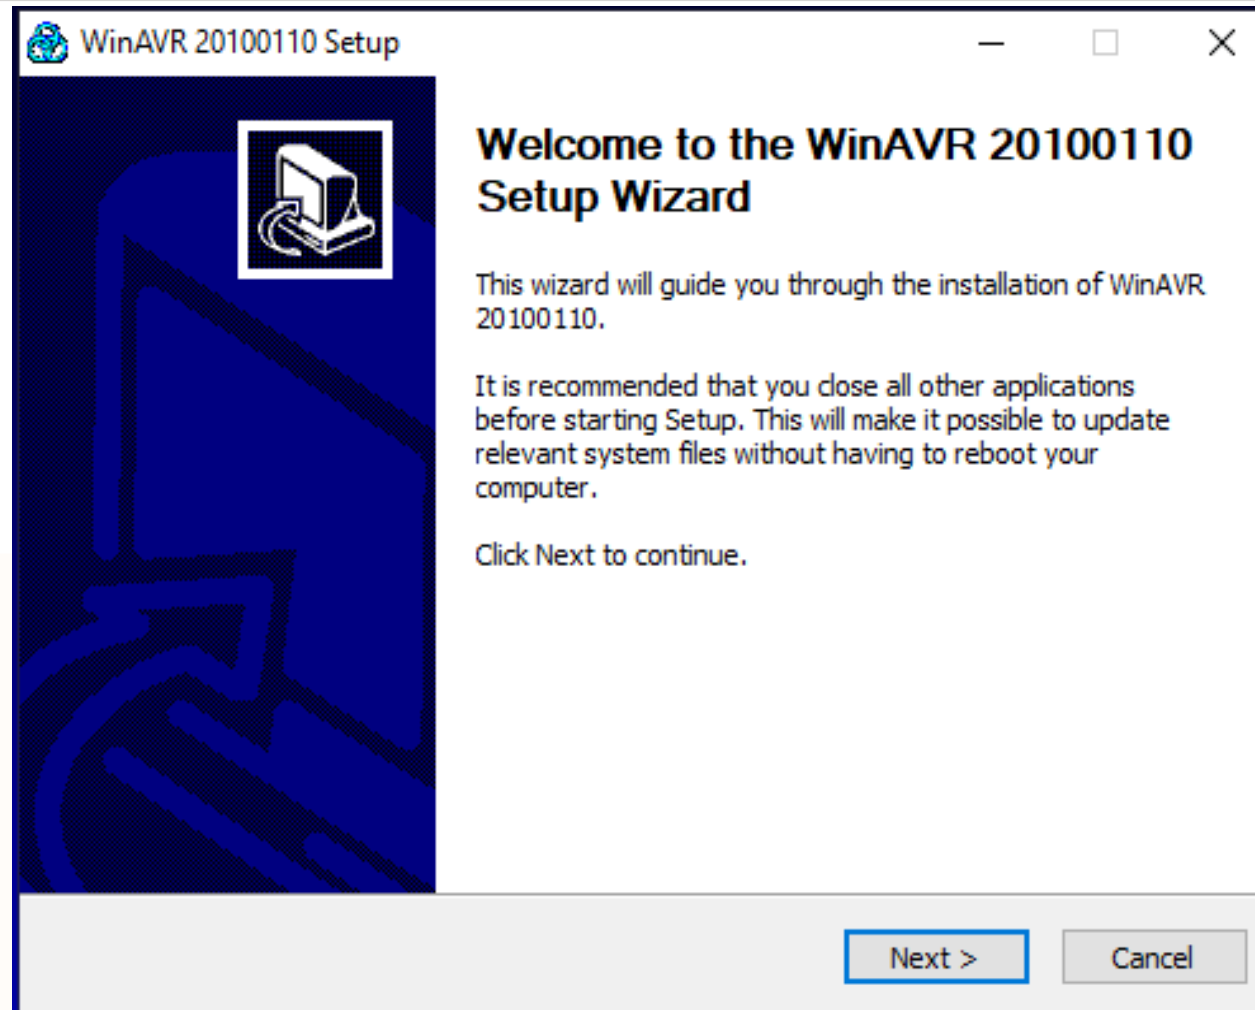 WinAVR 20100110 Setup
Welcome to the WinAVR 20100110
Setup Wizard
This wizard will guide you through the installation of WinAVR
20100110.
It is recommended that you close all other applications
before starting Setup. This will make it possible to update
relevant system files without having to reboot your
computer.
Click Next to continue.
Next >
Cancel